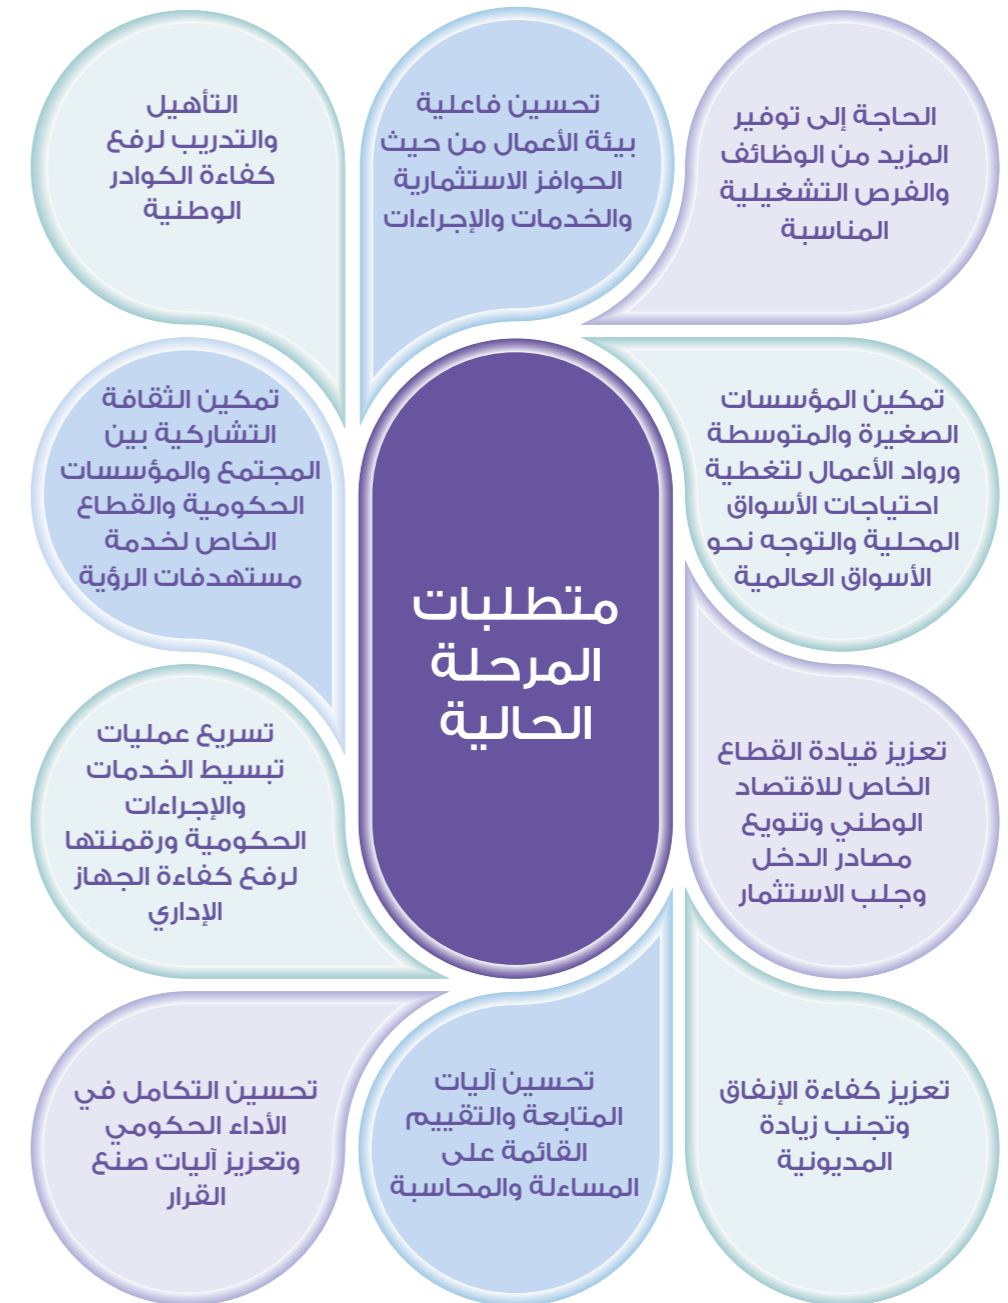 الحاجة إلى توفير
المزيد من الوظائف
والفرص التشغيلية
المناسبة
تحسين فاعلية
بيئة الأعمال من حيث
الحوافز الاستثمارية
والخدمات والإجراءات
التأهيل
والتدريب لرفع
كفاءة الكوادر
الوطنية
تمكين المؤسسات
الصغيرة والمتوسطة
ورواد الأعمال لتغطية
احتياجات الأسواق
المحلية والتوجه نحو
الأسواق العالمية
متطلبات
المرحلة
الحالية
تمكين الثقافة
التشاركية بين
المجتمع والمؤسسات
الحكومية والقطاع
الخاص لخدمة
مستهدفات الرؤية
تعزيز قيادة القطاع
الخاص للاقتصاد
الوطني وتنويع
مصادر الدخل
وجلب الاستثمار
تسريع عمليات
تبسيط الخدمات
والإجراءات
الحكومية ورقمنتها
لرفع كفاءة الجهاز
الإداري
تعزيز كفاءة الإنفاق
وتجنب زيادة
المديونية
تحسين آليات
المتابعة والتقييم
القائمة على
المساءلة والمحاسبة
تحسين التكامل في
الأداء الحكومي
وتعزيز آليات صنع
القرار